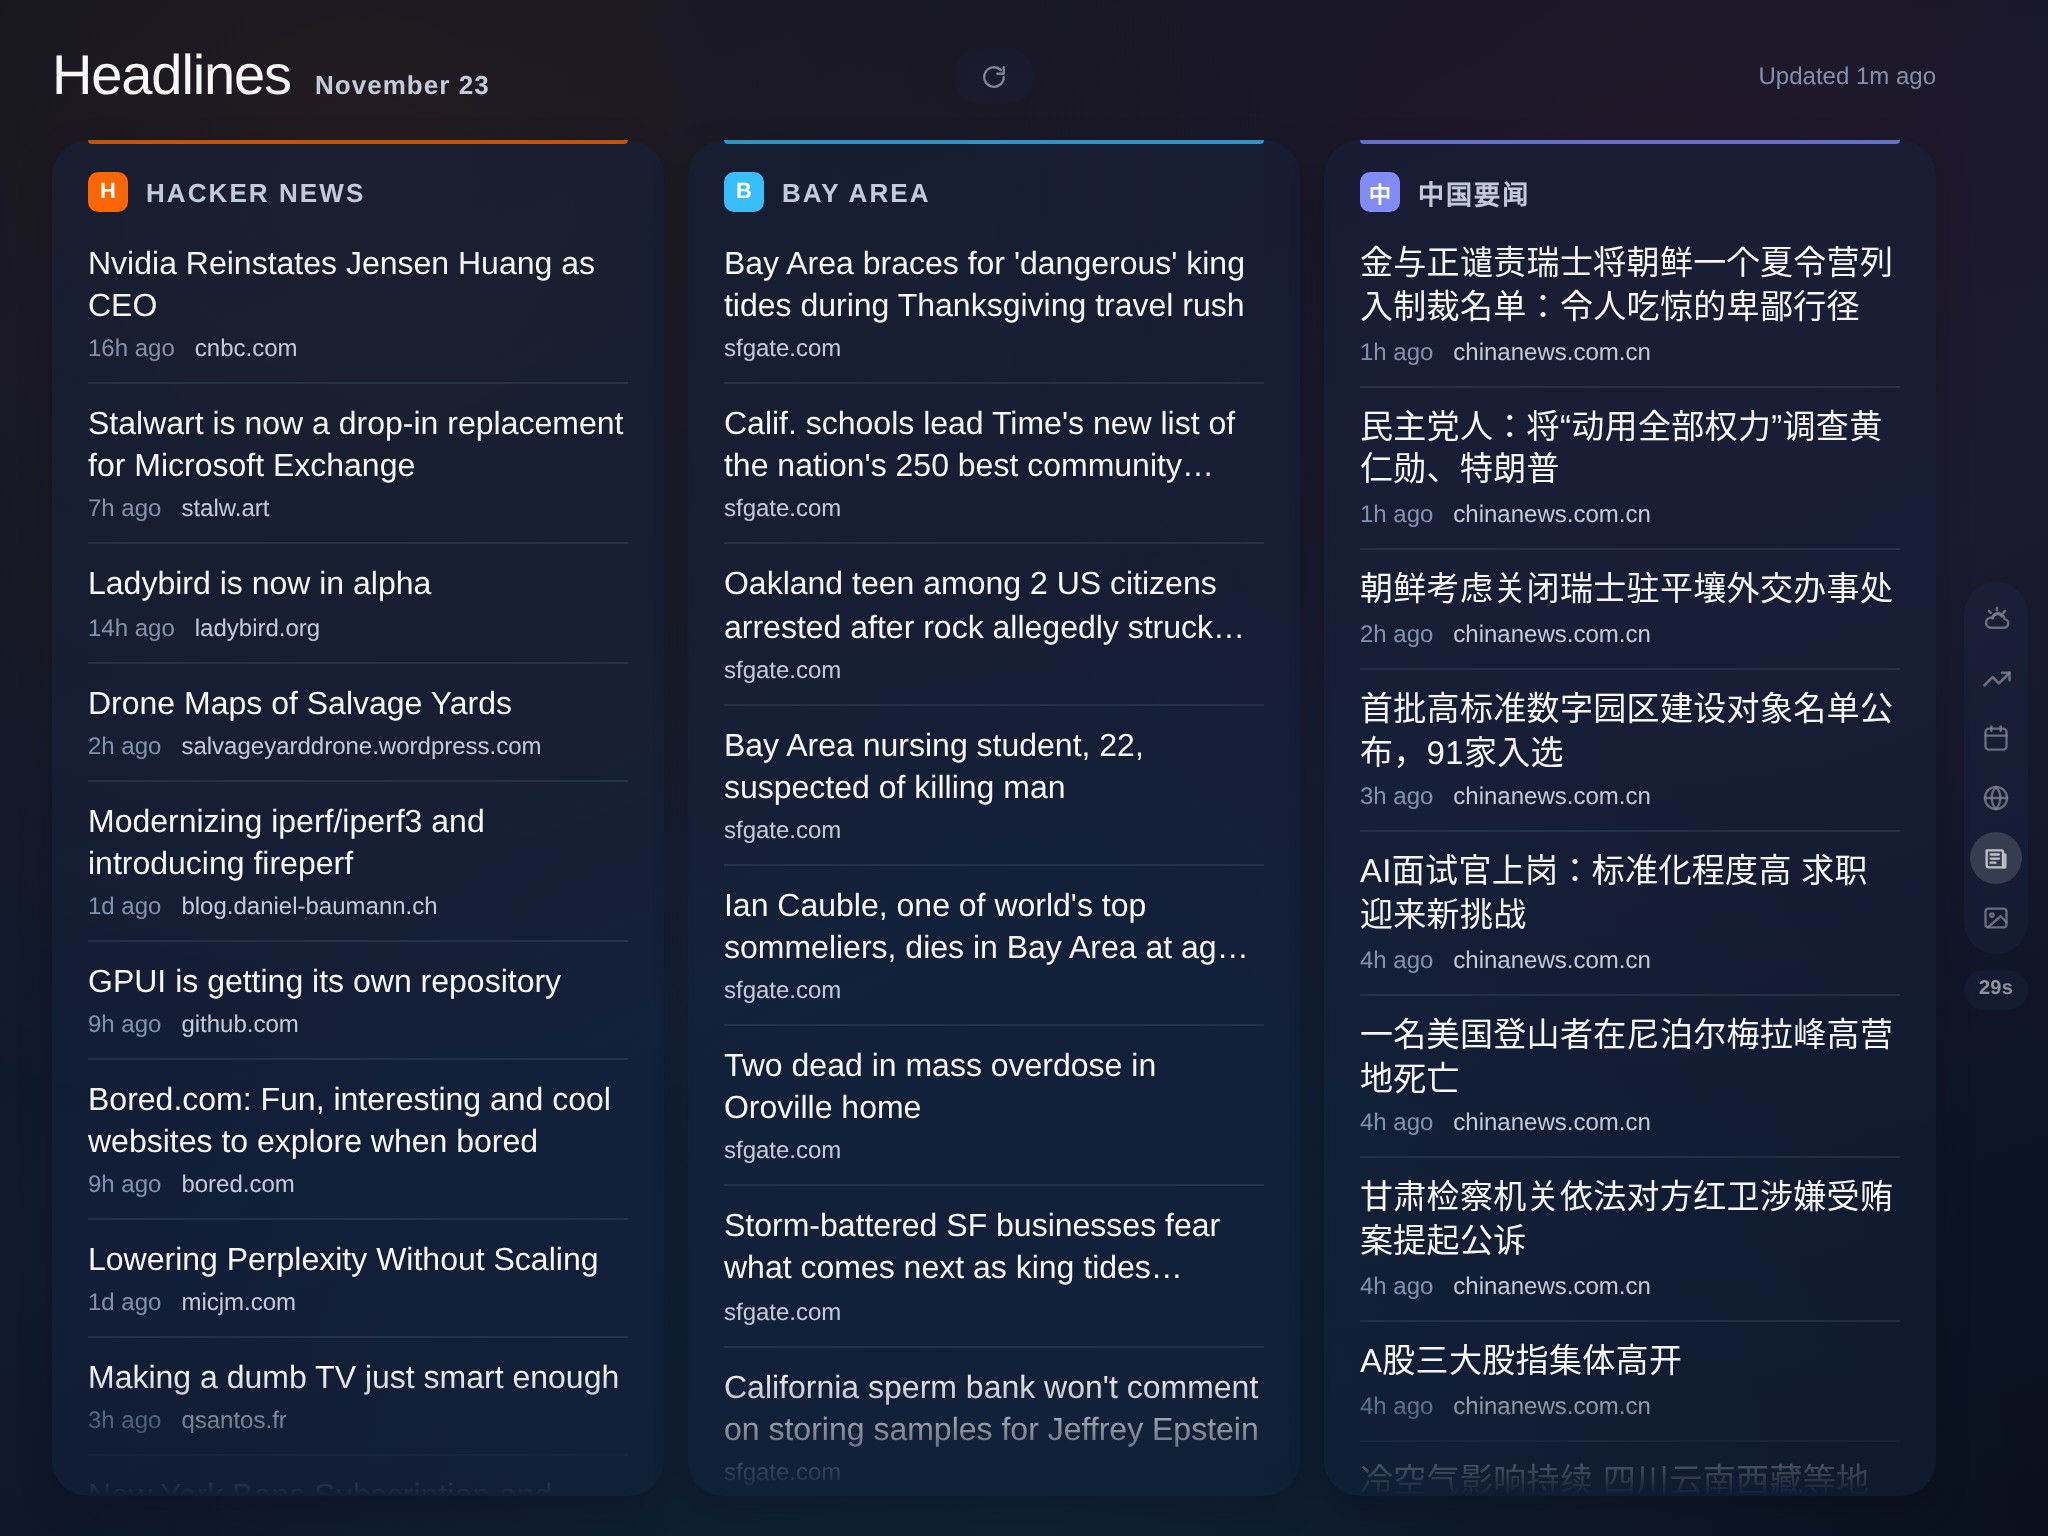 Headlines November 23
Updated 1m ago
H HACKER NEWS
Nvidia Reinstates Jensen Huang as
CEO
16h ago cnbc.com
Stalwart is now a drop-in replacement
for Microsoft Exchange
7h ago stalw.art
Ladybird is now in alpha
14h ago ladybird.org
Drone Maps of Salvage Yards
2h ago salvageyarddrone.wordpress.com
Modernizing iperf/iperf3 and
introducing fireperf
1d ago blog.daniel-baumann.ch
GPUI is getting its own repository
9h ago github.com
Bored.com: Fun, interesting and cool
websites to explore when bored
9h ago bored.com
Lowering Perplexity Without Scaling
1d ago micjm.com
Making a dumb TV just smart enough
3h ago qsantos.fr
New York Bans Subscription and
B BAY AREA
Bay Area braces for 'dangerous' king
tides during Thanksgiving travel rush
sfgate.com
Calif. schools lead Time's new list of
the nation's 250 best community…
sfgate.com
Oakland teen among 2 US citizens
arrested after rock allegedly struck…
sfgate.com
Bay Area nursing student, 22,
suspected of killing man
sfgate.com
Ian Cauble, one of world's top
sommeliers, dies in Bay Area at ag…
sfgate.com
Two dead in mass overdose in
Oroville home
sfgate.com
Storm-battered SF businesses fear
what comes next as king tides…
sfgate.com
California sperm bank won't comment
on storing samples for Jeffrey Epstein
sfgate.com
中 中国要闻
金与正谴责瑞士将朝鲜一个夏令营列
入制裁名单：令人吃惊的卑鄙行径
1h ago chinanews.com.cn
民主党人：将“动用全部权力”调查黄
仁勋、特朗普
1h ago chinanews.com.cn
朝鲜考虑关闭瑞士驻平壤外交办事处
2h ago chinanews.com.cn
首批高标准数字园区建设对象名单公
布，91家入选
3h ago chinanews.com.cn
AI面试官上岗：标准化程度高 求职
迎来新挑战
4h ago chinanews.com.cn
一名美国登山者在尼泊尔梅拉峰高营
地死亡
4h ago chinanews.com.cn
甘肃检察机关依法对方红卫涉嫌受贿
案提起公诉
4h ago chinanews.com.cn
A股三大股指集体高开
4h ago chinanews.com.cn
冷空气影响持续 四川云南西藏等地
29s